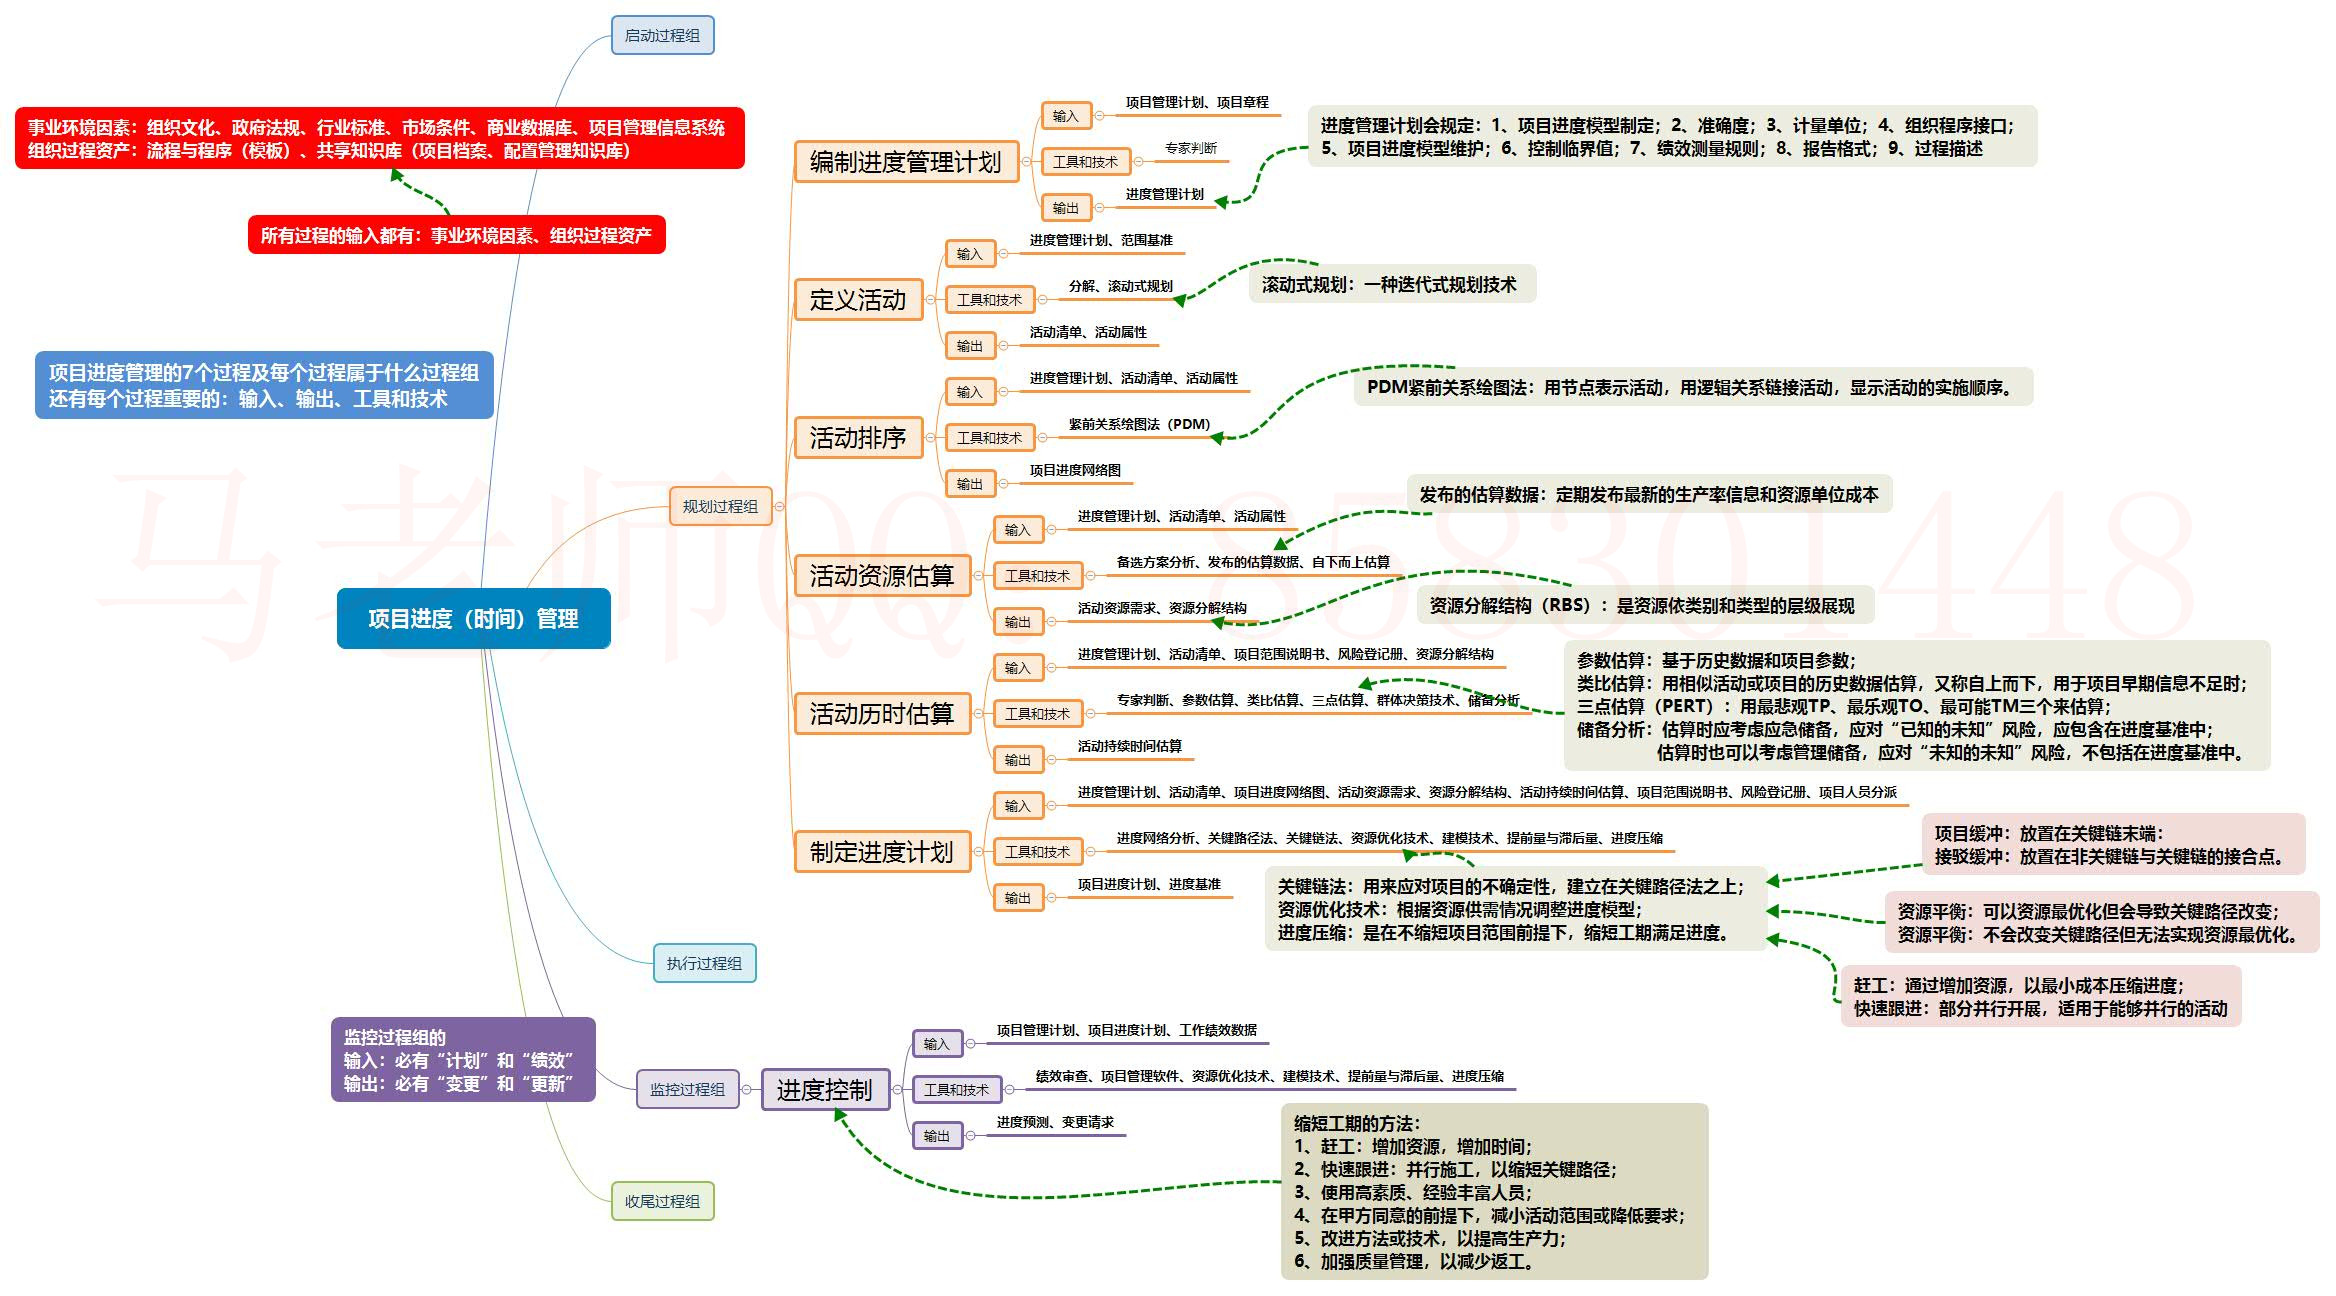 启动过程组
事业环境因素：组织文化、政府法规、行业标准、市场条件、商业数据库、项目管理信息系统
组织过程资产：流程与程序（模板）、共享知识库（项目档案、配置管理知识库）
所有过程的输入都有：事业环境因素、组织过程资产
项目进度管理的7个过程及每个过程属于什么过程组
还有每个过程重要的：输入、输出、工具和技术
马老师QQ 858301448
项目进度（时间）管理
规划过程组
编制进度管理计划
输入
项目管理计划、项目章程
工具和技术
专家判断
输出
进度管理计划
进度管理计划会规定：1、项目进度模型制定；2、准确度；3、计量单位；4、组织程序接口；
5、项目进度模型维护；6、控制临界值；7、绩效测量规则；8、报告格式；9、过程描述
定义活动
输入
进度管理计划、范围基准
工具和技术
分解、滚动式规划
输出
活动清单、活动属性
滚动式规划：一种迭代式规划技术
活动排序
输入
进度管理计划、活动清单、活动属性
工具和技术
紧前关系绘图法（PDM）
输出
项目进度网络图
PDM紧前关系绘图法：用节点表示活动，用逻辑关系链接活动，显示活动的实施顺序。
活动资源估算
输入
进度管理计划、活动清单、活动属性
工具和技术
备选方案分析、发布的估算数据、自下而上估算
输出
活动资源需求、资源分解结构
发布的估算数据：定期发布最新的生产率信息和资源单位成本
资源分解结构（RBS）：是资源依类别和类型的层级展现
活动历时估算
输入
进度管理计划、活动清单、项目范围说明书、风险登记册、资源分解结构
工具和技术
专家判断、参数估算、类比估算、三点估算、群体决策技术、储备分析
输出
活动持续时间估算
参数估算：基于历史数据和项目参数；
类比估算：用相似活动或项目的历史数据估算，又称自上而下，用于项目早期信息不足时；
三点估算（PERT）：用最悲观TP、最乐观TO、最可能TM三个来估算；
储备分析：估算时应考虑应急储备，应对“已知的未知”风险，应包含在进度基准中；
估算时也可以考虑管理储备，应对“未知的未知”风险，不包括在进度基准中。
制定进度计划
输入
进度管理计划、活动清单、项目进度网络图、活动资源需求、资源分解结构、活动持续时间估算、项目范围说明书、风险登记册、项目人员分派
工具和技术
进度网络分析、关键路径法、关键链法、资源优化技术、建模技术、提前量与滞后量、进度压缩
输出
项目进度计划、进度基准
关键链法：用来应对项目的不确定性，建立在关键路径法之上；
资源优化技术：根据资源供需情况调整进度模型；
进度压缩：是在不缩短项目范围前提下，缩短工期满足进度。
项目缓冲：放置在关键链末端：
接驳缓冲：放置在非关键链与关键链的接合点。
资源平衡：可以资源最优化但会导致关键路径改变；
资源平衡：不会改变关键路径但无法实现资源最优化。
赶工：通过增加资源，以最小成本压缩进度；
快速跟进：部分并行开展，适用于能够并行的活动
执行过程组
监控过程组的
输入：必有“计划”和“绩效”
输出：必有“变更”和“更新”
监控过程组
进度控制
输入
项目管理计划、项目进度计划、工作绩效数据
工具和技术
绩效审查、项目管理软件、资源优化技术、建模技术、提前量与滞后量、进度压缩
输出
进度预测、变更请求
缩短工期的方法：
1、赶工：增加资源，增加时间；
2、快速跟进：并行施工，以缩短关键路径；
3、使用高素质、经验丰富人员；
4、在甲方同意的前提下，减小活动范围或降低要求；
5、改进方法或技术，以提高生产力；
6、加强质量管理，以减少返工。
收尾过程组